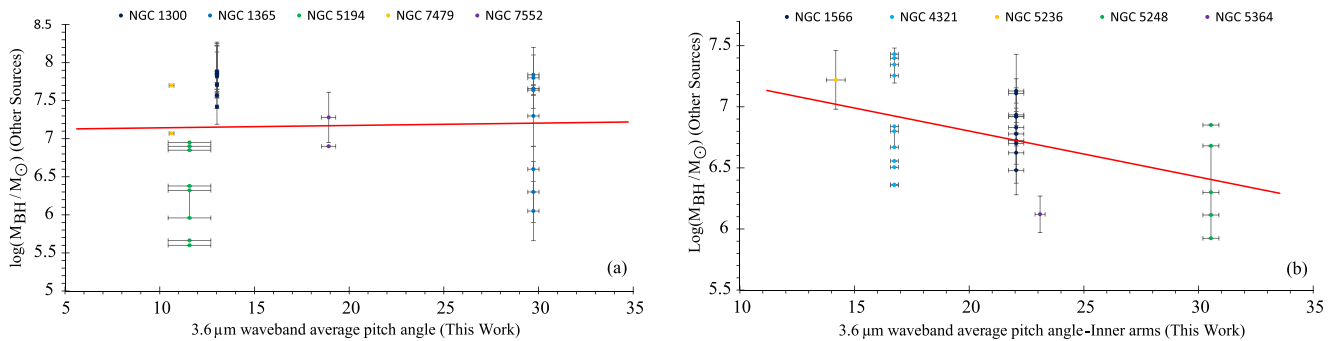 NGC 1300 NGC 1365 NGC 5194 NGC 7479 NGC 7552
8.5
8
7.5
7
6.5
6
5.5
5
log(M_BH/M_⊙) (Other Sources)
(a)
5 10 15 20 25 30 35
3.6 μm waveband average pitch angle (This Work)
NGC 1566 NGC 4321 NGC 5236 NGC 5248 NGC 5364
7.5
7
6.5
6
5.5
Log(M_BH/M_⊙) (Other Sources)
(b)
10 15 20 25 30 35
3.6 μm waveband average pitch angle-Inner arms (This Work)